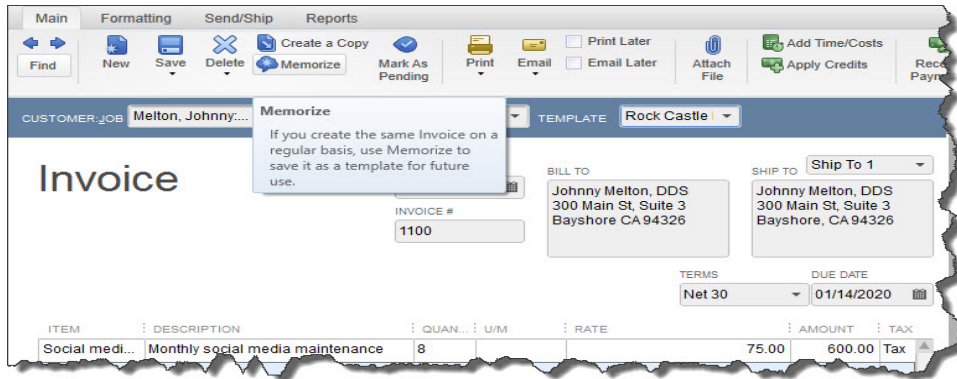 Main Formatting Send/Ship Reports
Find New Save Delete Create a Copy Memorize Mark As Pending Print Email Print Later Email Later Attach File Add Time/Costs Apply Credits
CUSTOMER:JOB Melton, Johnny:... TEMPLATE Rock Castle
Memorize
If you create the same Invoice on a
regular basis, use Memorize to
save it as a template for future
use.
Invoice
INVOICE #
1100
BILL TO
Johnny Melton, DDS
300 Main St, Suite 3
Bayshore CA 94326
SHIP TO Ship To 1
Johnny Melton, DDS
300 Main St, Suite 3
Bayshore, CA 94326
TERMS DUE DATE
Net 30 01/14/2020
ITEM DESCRIPTION QUAN... U/M RATE AMOUNT TAX
Social medi... Monthly social media maintenance 8 75.00 600.00 Tax